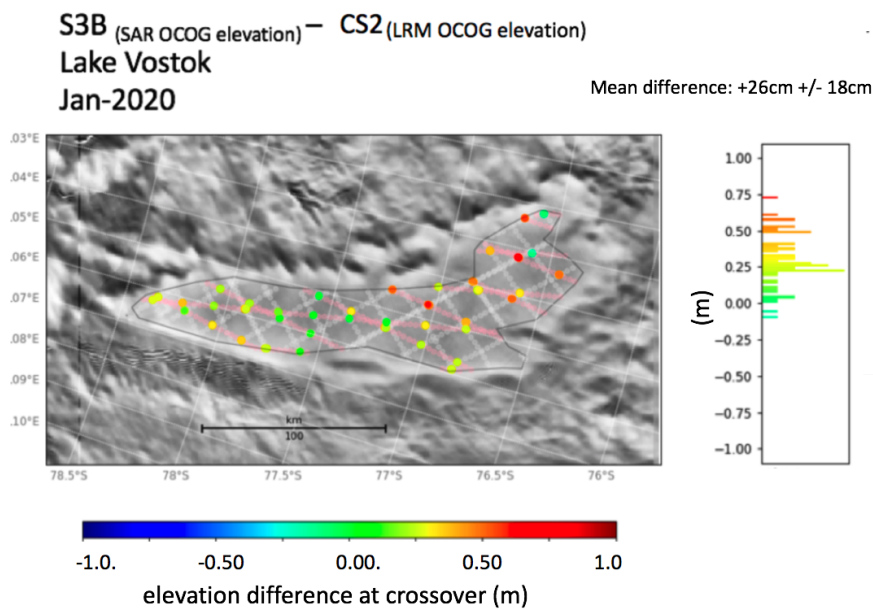 S3B (SAR OCOG elevation) – CS2 (LRM OCOG elevation)
Lake Vostok
Jan-2020
Mean difference: +26cm +/- 18cm
.03°E
.04°E
.05°E
.06°E
.07°E
.08°E
.09°E
.10°E
km
100
78.5°S 78°S 77.5°S 77°S 76.5°S 76°S
1.00
0.75
0.50
0.25
0.00
−0.25
−0.50
−0.75
−1.00
(m)
-1.0. -0.50 0.00. 0.50 1.0
elevation difference at crossover (m)